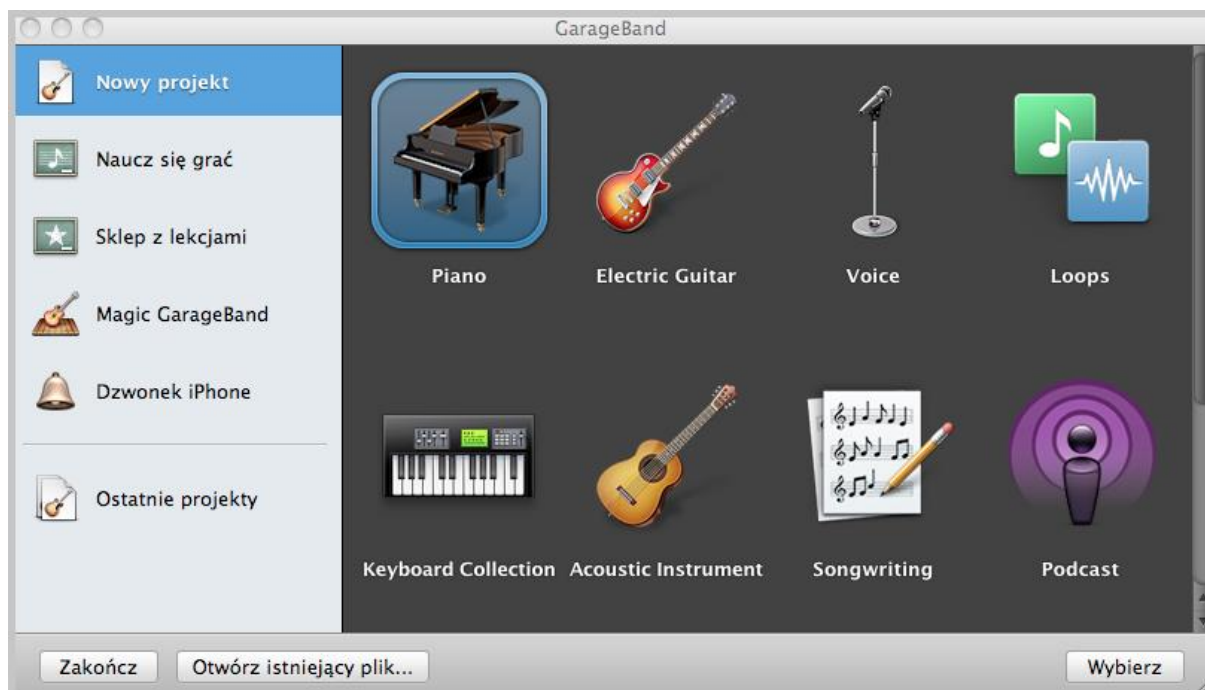 GarageBand
Nowy projekt
Naucz się grać
Sklep z lekcjami
Magic GarageBand
Dzwonek iPhone
Ostatnie projekty
Piano
Electric Guitar
Voice
Loops
Keyboard Collection
Acoustic Instrument
Songwriting
Podcast
Zakończ
Otwórz istniejący plik...
Wybierz